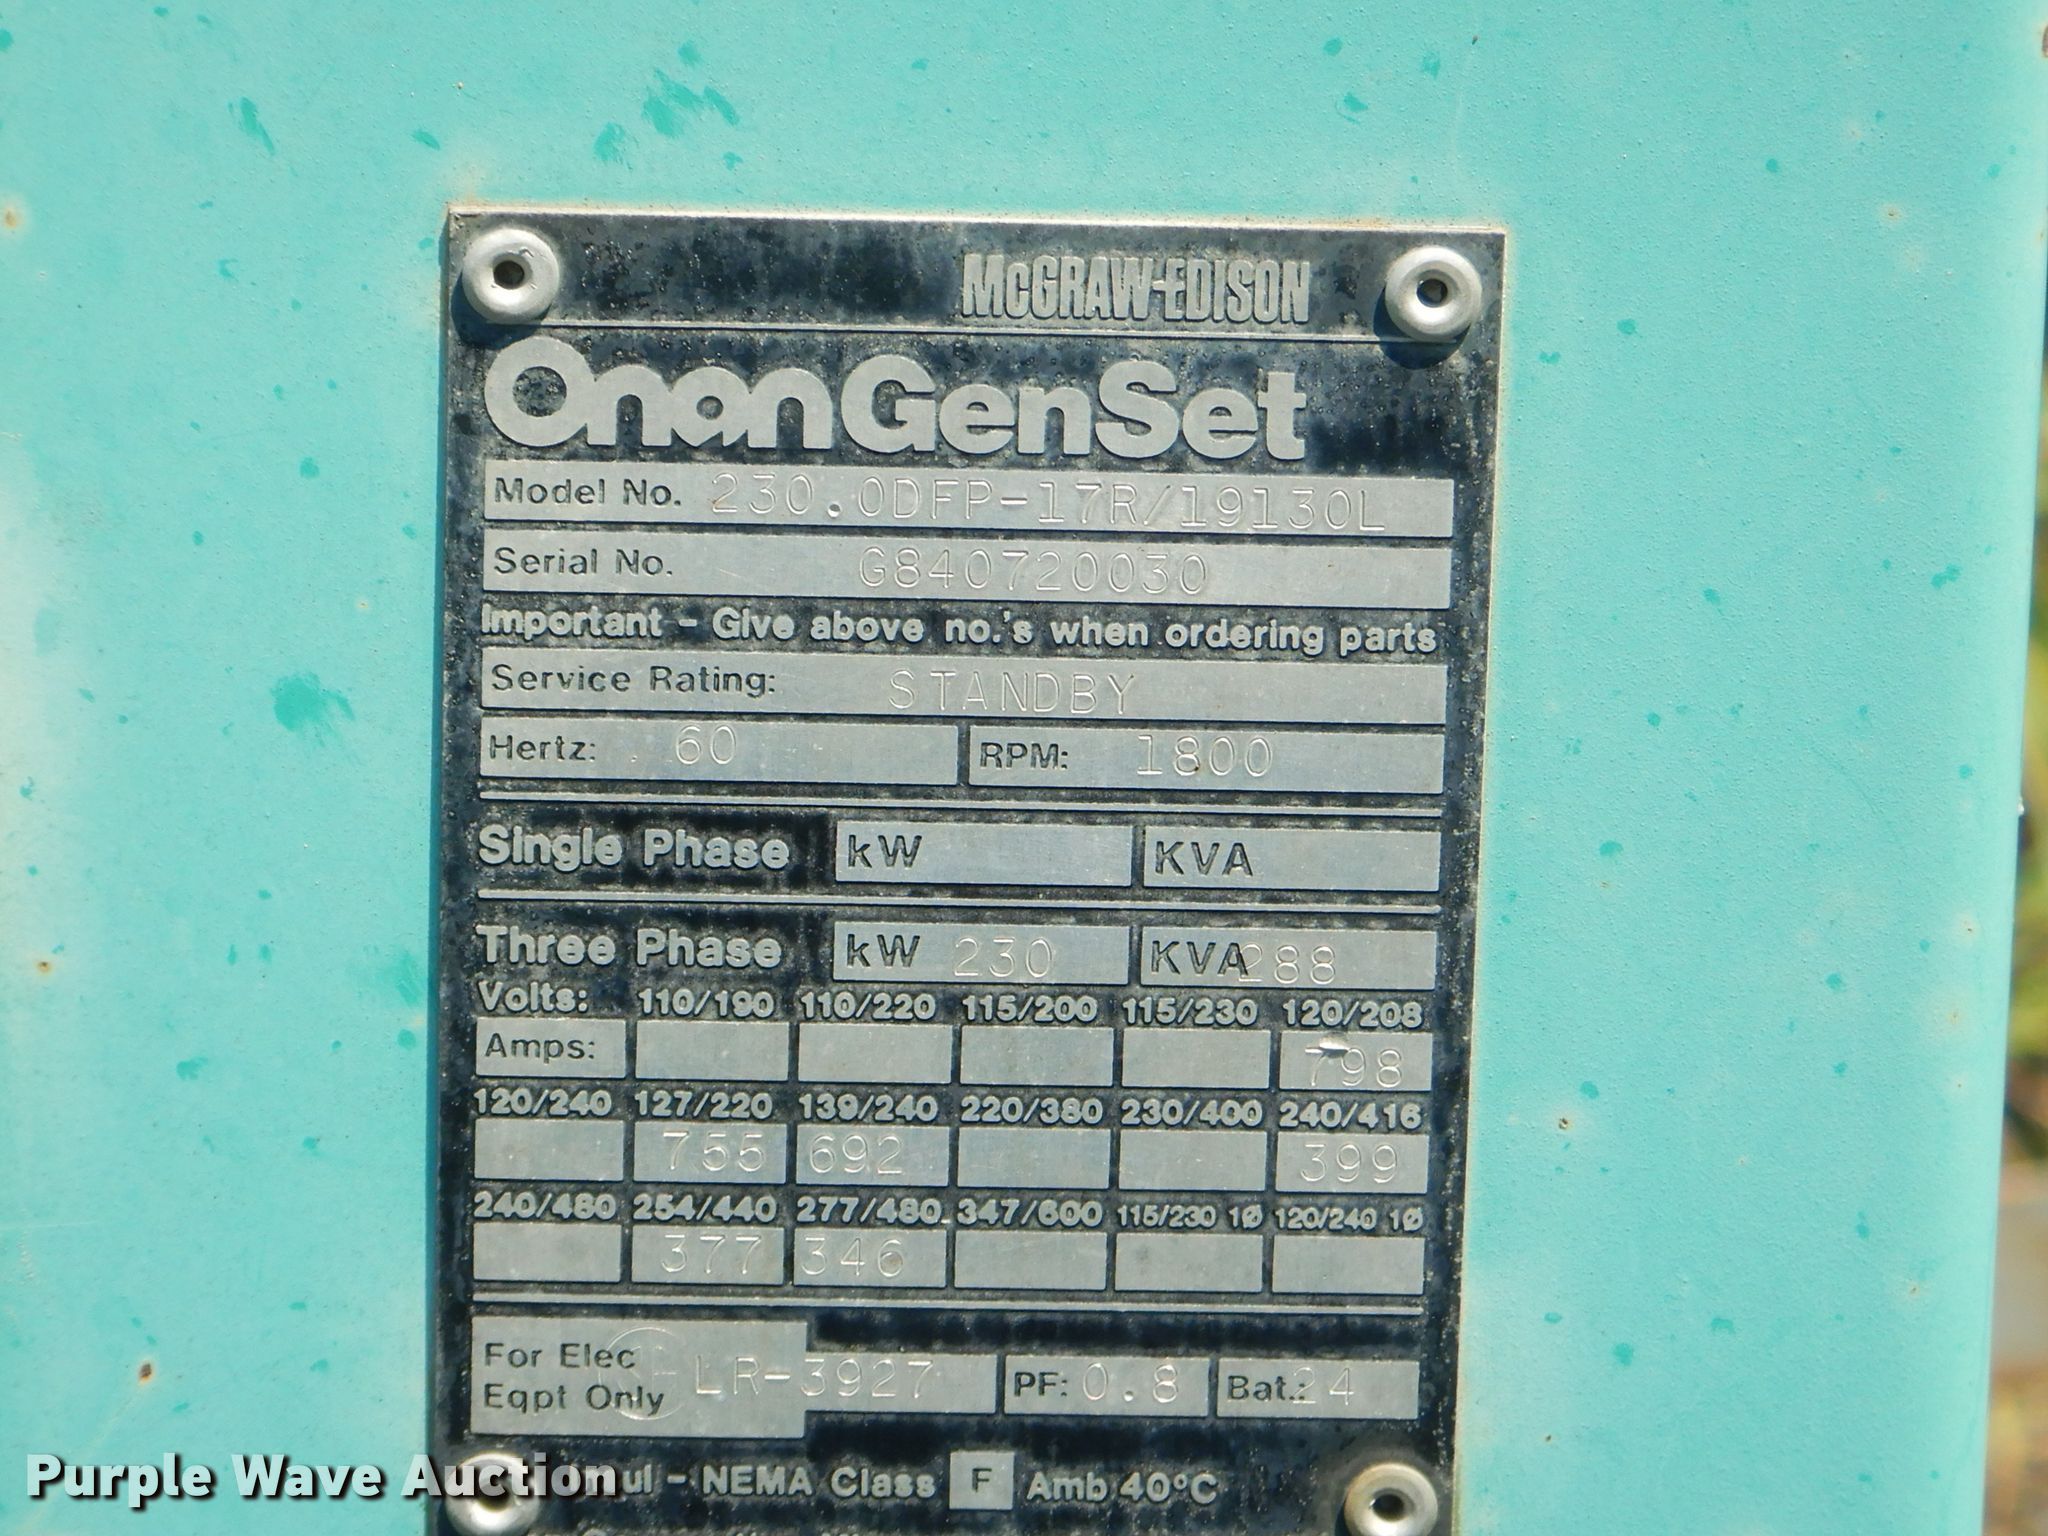 McGRAW-EDISON
Onan GenSet
Model No. 230.0DFP-17R/19130L
Serial No. G840720030
Important - Give above no.'s when ordering parts
Service Rating: STANDBY
Hertz: 60 RPM: 1800
Single Phase kW KVA
Three Phase kW 230 KVA 288
Volts: 110/190 110/220 115/200 115/230 120/208
Amps: 798
120/240 127/220 139/240 220/380 230/400 240/416
755 692 399
240/480 254/440 277/480 347/600 115/230 1Ø 120/240 1Ø
377 346
For Elec
Eqpt Only LR-3927 PF: 0.8 Bat.: 24
- NEMA Class F Amb 40°C
Purple Wave Auction